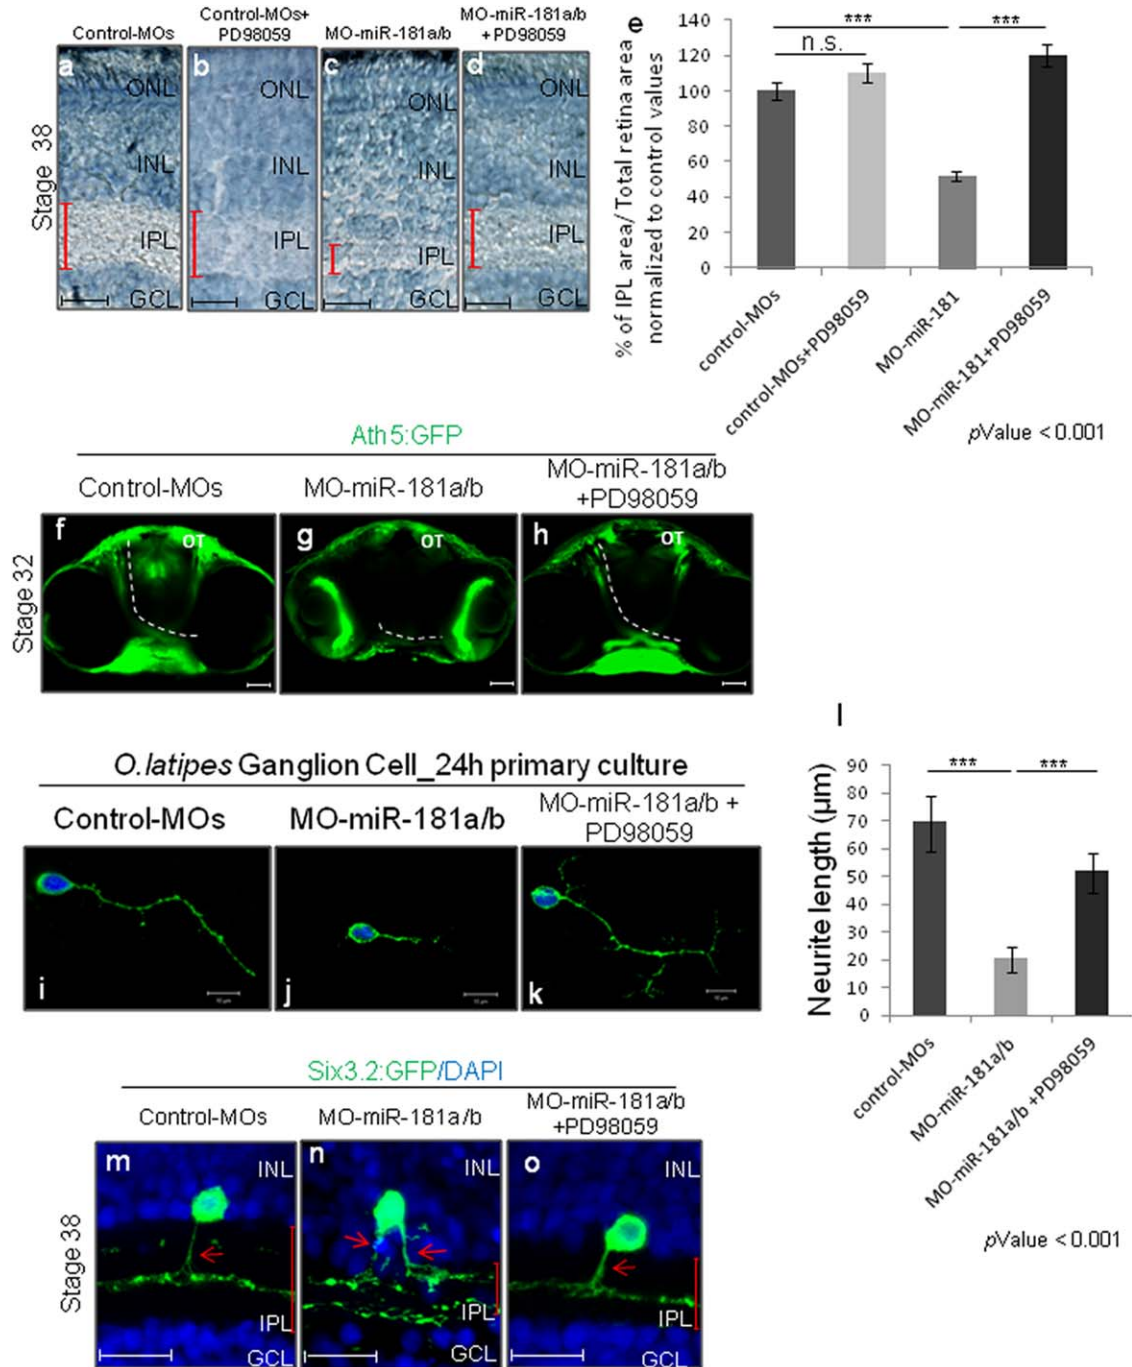 Control-MOs
Control-MOs+
PD98059
MO-miR-181a/b
MO-miR-181a/b
+PD98059
Stage 38
a
ONL
INL
IPL
GCL
b
ONL
INL
IPL
GCL
c
ONL
INL
IPL
GCL
d
ONL
INL
IPL
GCL
e
% of IPL area/ Total retina area
normalized to control values
140
120
100
80
60
40
20
0
***
***
n.s.
control-MOs
control-MOs+PD98059
MO-miR-181
MO-miR-181+PD98059
pValue < 0.001
Ath5:GFP
Control-MOs
MO-miR-181a/b
MO-miR-181a/b
+PD98059
Stage 32
f
OT
g
OT
h
OT
O.latipes Ganglion Cell_24h primary culture
Control-MOs
MO-miR-181a/b
MO-miR-181a/b +
PD98059
i
10 µm
j
10 µm
k
10 µm
l
Neurite length (µm)
90
80
70
60
50
40
30
20
10
0
***
***
control-MOs
MO-miR-181a/b
MO-miR-181a/b +PD98059
pValue < 0.001
Six3.2:GFP/DAPI
Control-MOs
MO-miR-181a/b
MO-miR-181a/b
+PD98059
Stage 38
m
INL
IPL
GCL
n
INL
IPL
GCL
o
INL
IPL
GCL